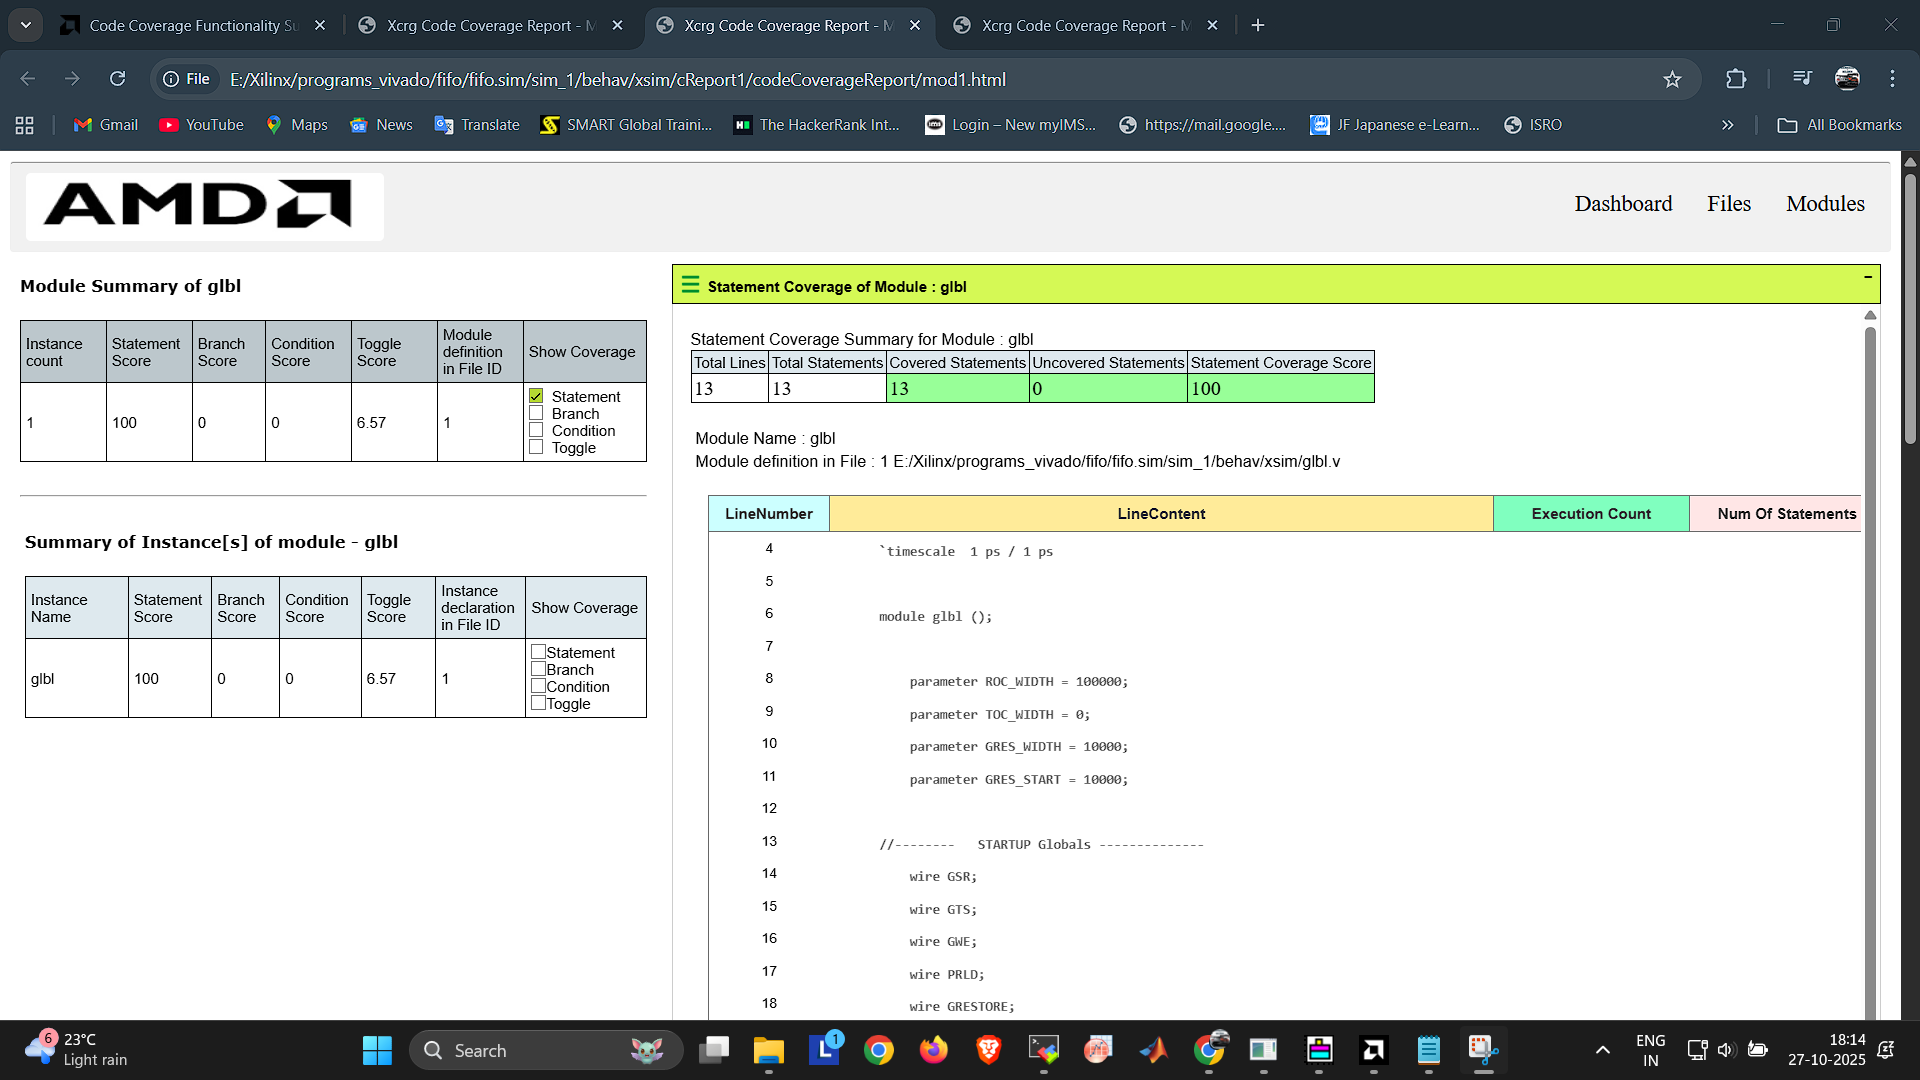 Code Coverage Functionality Su
Xcrg Code Coverage Report - M
Xcrg Code Coverage Report - M
Xcrg Code Coverage Report - M
File
E:/Xilinx/programs_vivado/fifo/fifo.sim/sim_1/behav/xsim/cReport1/codeCoverageReport/mod1.html
Gmail
YouTube
Maps
News
Translate
SMART Global Traini...
The HackerRank Int...
Login – New myIMS...
https://mail.google....
JF Japanese e-Learn...
ISRO
All Bookmarks
AMD
Dashboard Files Modules
Module Summary of glbl
Instance count Statement Score Branch Score Condition Score Toggle Score Module definition in File ID Show Coverage
1 100 0 0 6.57 1
Statement
Branch
Condition
Toggle
Summary of Instance[s] of module - glbl
Instance Name Statement Score Branch Score Condition Score Toggle Score Instance declaration in File ID Show Coverage
glbl 100 0 0 6.57 1
Statement
Branch
Condition
Toggle
Statement Coverage of Module : glbl -
Statement Coverage Summary for Module : glbl
Total Lines Total Statements Covered Statements Uncovered Statements Statement Coverage Score
13 13 13 0 100
Module Name : glbl
Module definition in File : 1 E:/Xilinx/programs_vivado/fifo/fifo.sim/sim_1/behav/xsim/glbl.v
LineNumber LineContent Execution Count Num Of Statements
4 `timescale 1 ps / 1 ps
5
6 module glbl ();
7
8 parameter ROC_WIDTH = 100000;
9 parameter TOC_WIDTH = 0;
10 parameter GRES_WIDTH = 10000;
11 parameter GRES_START = 10000;
12
13 //-------- STARTUP Globals --------------
14 wire GSR;
15 wire GTS;
16 wire GWE;
17 wire PRLD;
18 wire GRESTORE;
6
23°C
Light rain
Search
L
1
ENG
IN
18:14
27-10-2025